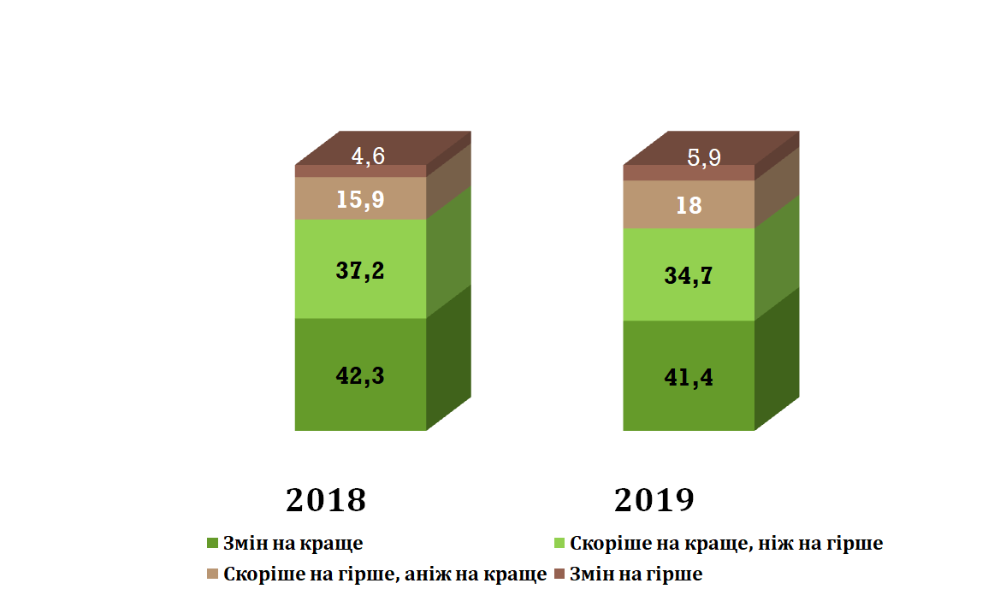 4,6 5,9
15,9 18
37,2 34,7
42,3 41,4
2018 2019
Змін на краще Скоріше на краще, ніж на гірше
Скоріше на гірше, аніж на краще Змін на гірше